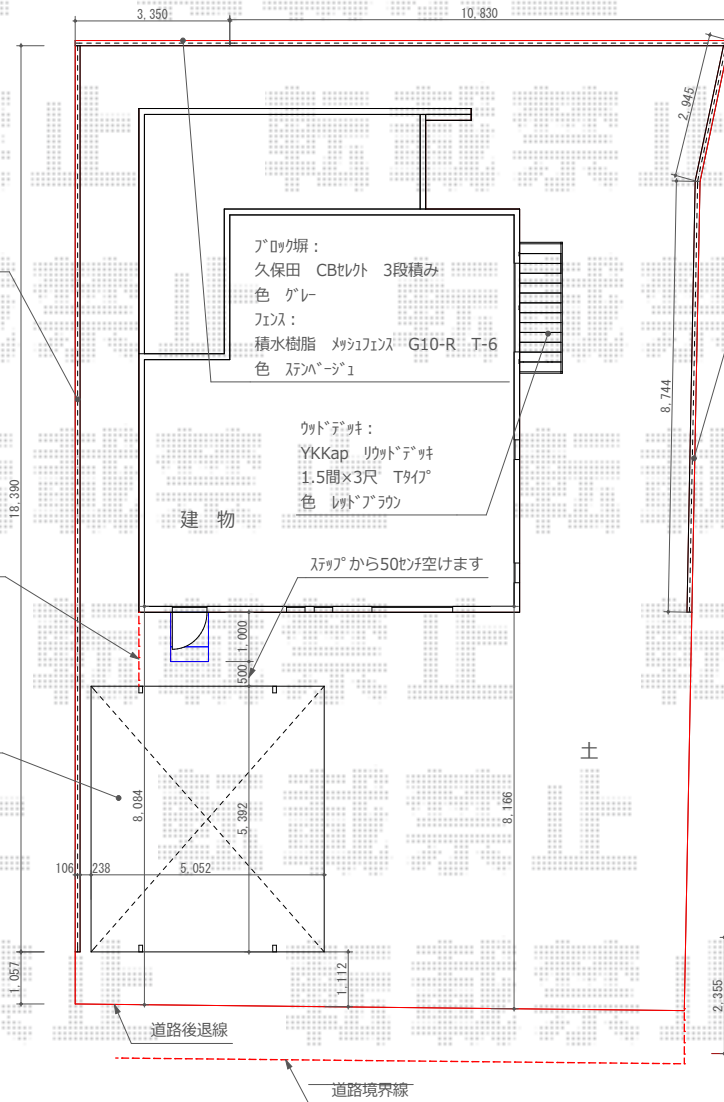 3,350
10,830
2,945
ブロック塀：
久保田　CBセレクト　3段積み
色　グレー
フェンス：
積水樹脂　メッシュフェンス　G10-R　T-6
色　ステンベージュ
8,744
ウッドデッキ：
YKKap　リウッドデッキ
1.5間×3尺　Tタイプ
色　レッドブラウン
18,390
建　物
ステップから50センチ空けます
1,000
500
土
8,084
5,392
8,166
106
238
5,052
1,057
1,112
2,355
道路後退線
道路境界線
無断転載禁止